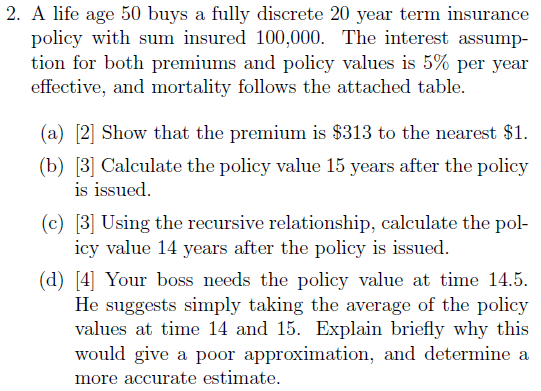 2. A life age 50 buys a fully discrete 20 year term insurance
policy with sum insured 100,000. The interest assump-
tion for both premiums and policy values is 5% per year
effective, and mortality follows the attached table.
(a) [2] Show that the premium is $313 to the nearest $1.
(b) [3] Calculate the policy value 15 years after the policy
is issued.
(c) [3] Using the recursive relationship, calculate the pol-
icy value 14 years after the policy is issued.
(d) [4] Your boss needs the policy value at time 14.5.
He suggests simply taking the average of the policy
values at time 14 and 15. Explain briefly why this
would give a poor approximation, and determine a
more accurate estimate.